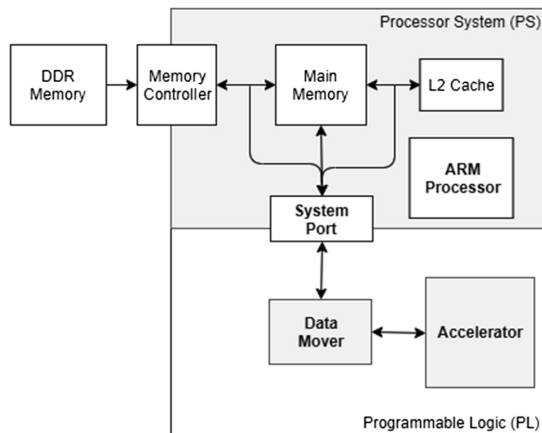 Processor System (PS)
DDR
Memory
Memory
Controller
Main
Memory
L2 Cache
ARM
Processor
System
Port
Data
Mover
Accelerator
Programmable Logic (PL)